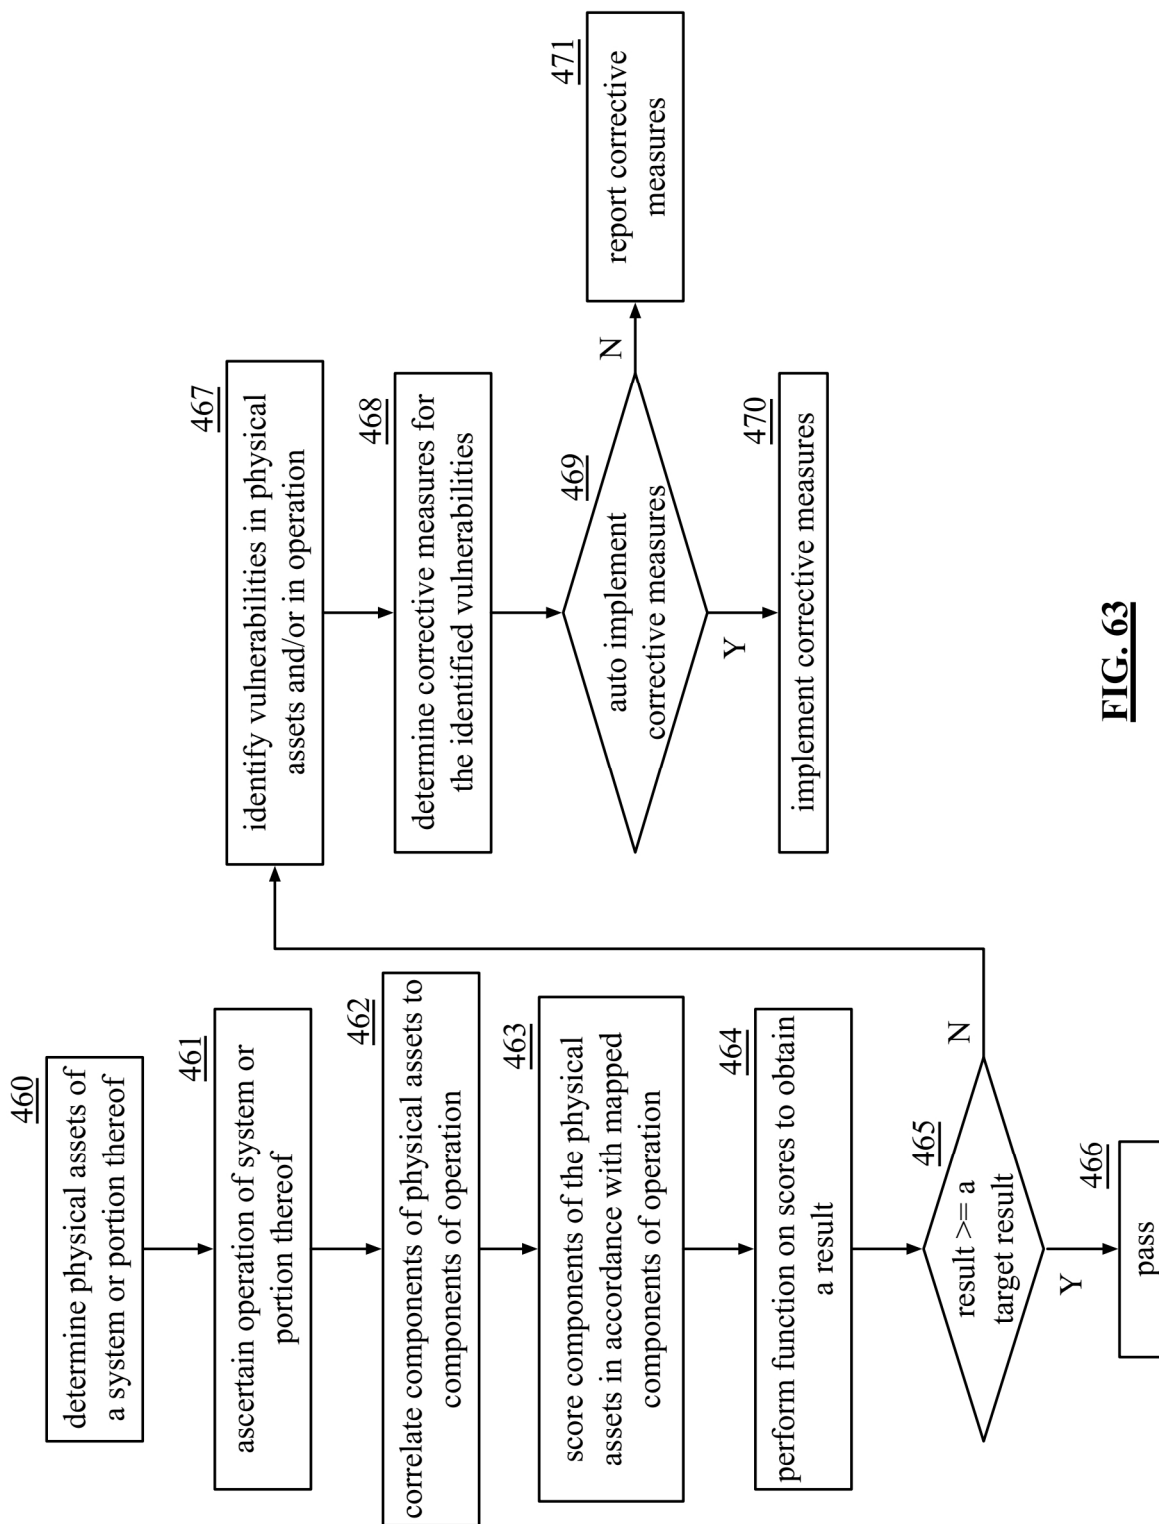 460
determine physical assets of
a system or portion thereof
461
ascertain operation of system or
portion thereof
462
correlate components of physical assets to
components of operation
463
score components of the physical
assets in accordance with mapped
components of operation
464
perform function on scores to obtain
a result
465
result >= a
target result
N
Y
466
pass
467
identify vulnerabilities in physical
assets and/or in operation
468
determine corrective measures for
the identified vulnerabilities
469
auto implement
corrective measures
N
Y
470
implement corrective measures
471
report corrective
measures
FIG. 63